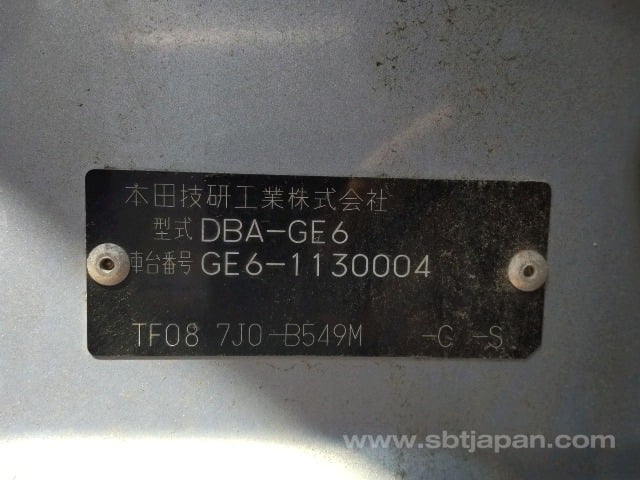 本田技研工業株式会社
型式 DBA-GE6
車台番号 GE6-1130004
TF08 7J0-B549M -C -S
www.sbtjapan.com